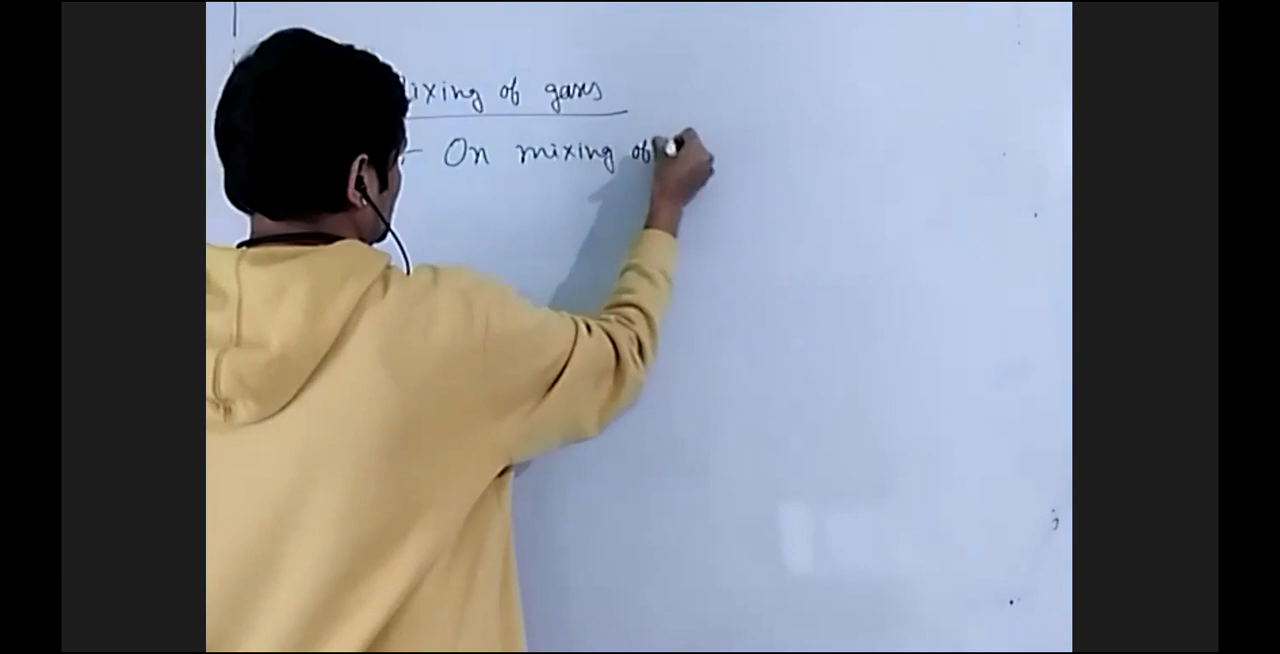 ixing of gases
- On mixing of